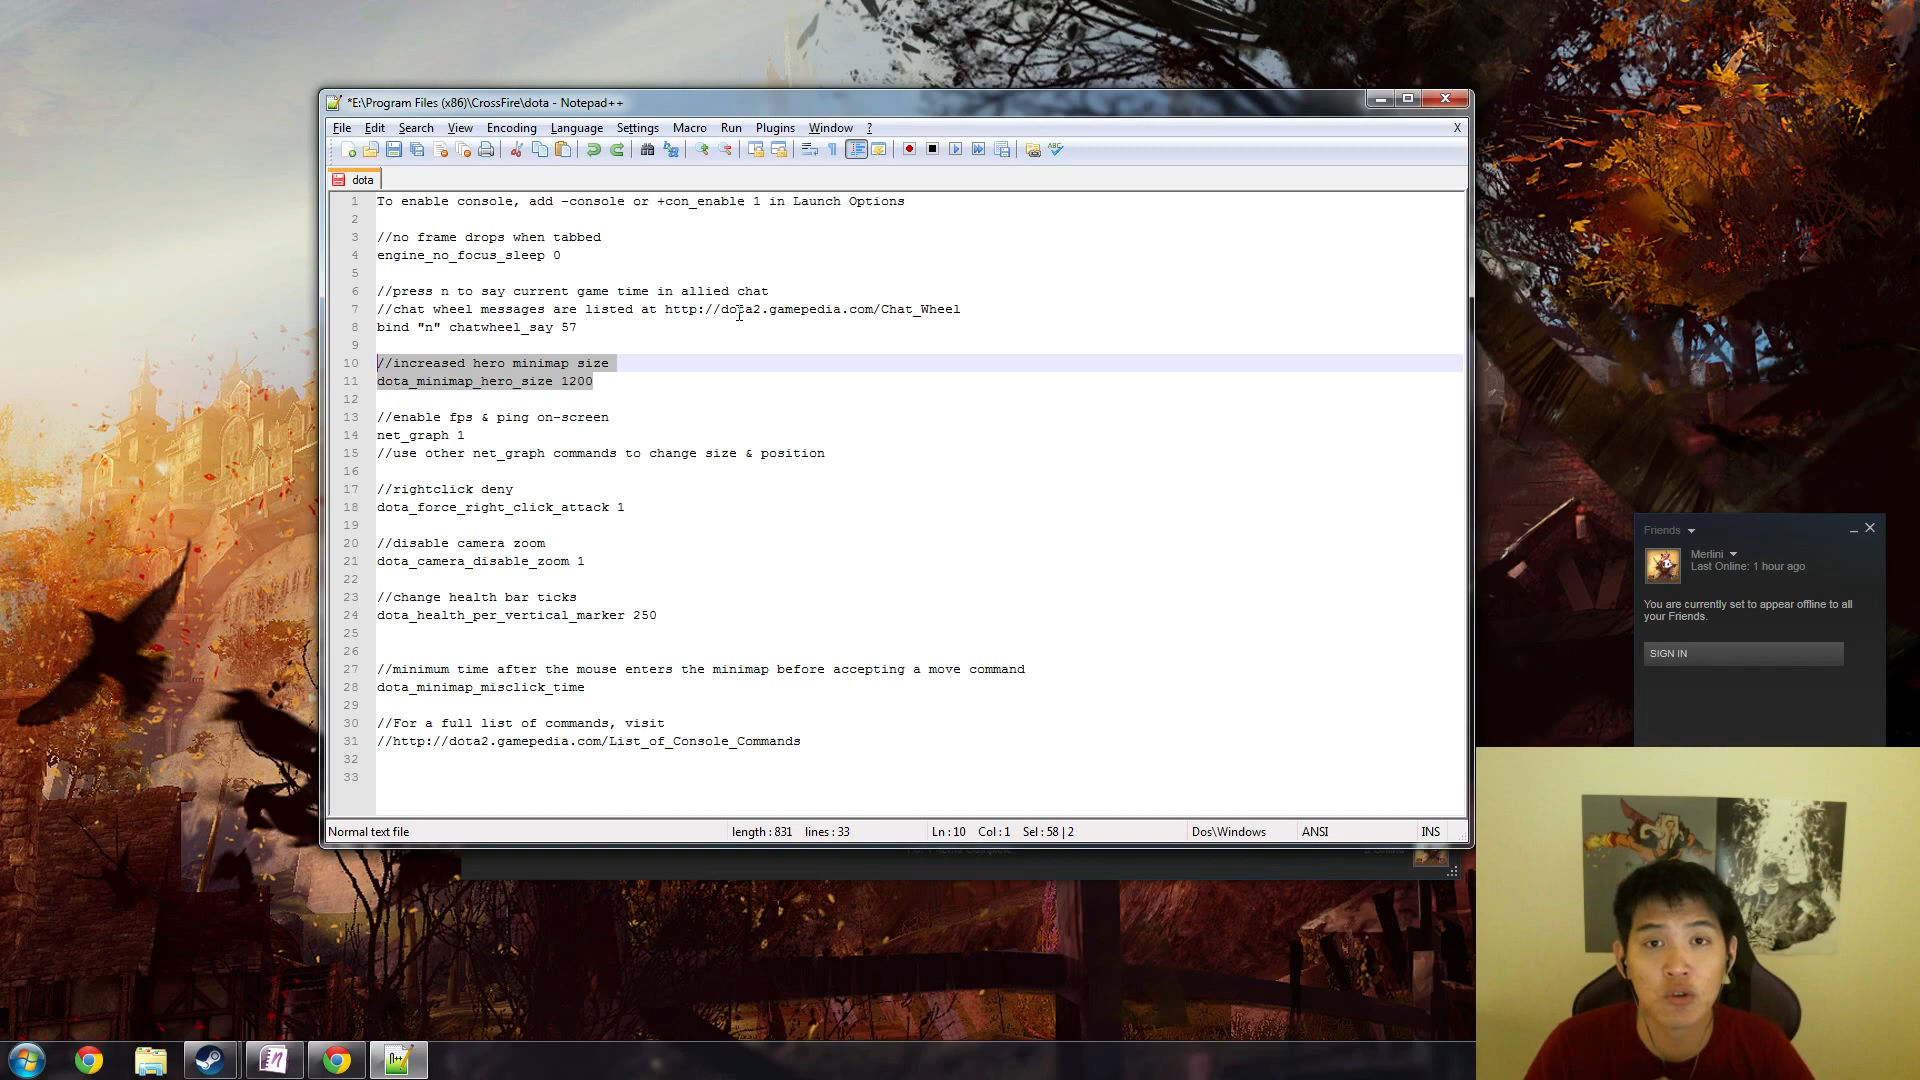 *E:\Program Files (x86)\CrossFire\dota - Notepad++
File Edit Search View Encoding Language Settings Macro Run Plugins Window ? X
dota
1 To enable console, add -console or +con_enable 1 in Launch Options
2
3 //no frame drops when tabbed
4 engine_no_focus_sleep 0
5
6 //press n to say current game time in allied chat
7 //chat wheel messages are listed at http://dota2.gamepedia.com/Chat_Wheel
8 bind "n" chatwheel_say 57
9
10 //increased hero minimap size
11 dota_minimap_hero_size 1200
12
13 //enable fps & ping on-screen
14 net_graph 1
15 //use other net_graph commands to change size & position
16
17 //rightclick deny
18 dota_force_right_click_attack 1
19
20 //disable camera zoom
21 dota_camera_disable_zoom 1
22
23 //change health bar ticks
24 dota_health_per_vertical_marker 250
25
26
27 //minimum time after the mouse enters the minimap before accepting a move command
28 dota_minimap_misclick_time
29
30 //For a full list of commands, visit
31 //http://dota2.gamepedia.com/List_of_Console_Commands
32
33
Normal text file length : 831 lines : 33 Ln : 10 Col : 1 Sel : 58 | 2 Dos\Windows ANSI INS
Friends
Merlini
Last Online: 1 hour ago
You are currently set to appear offline to all
your Friends.
SIGN IN